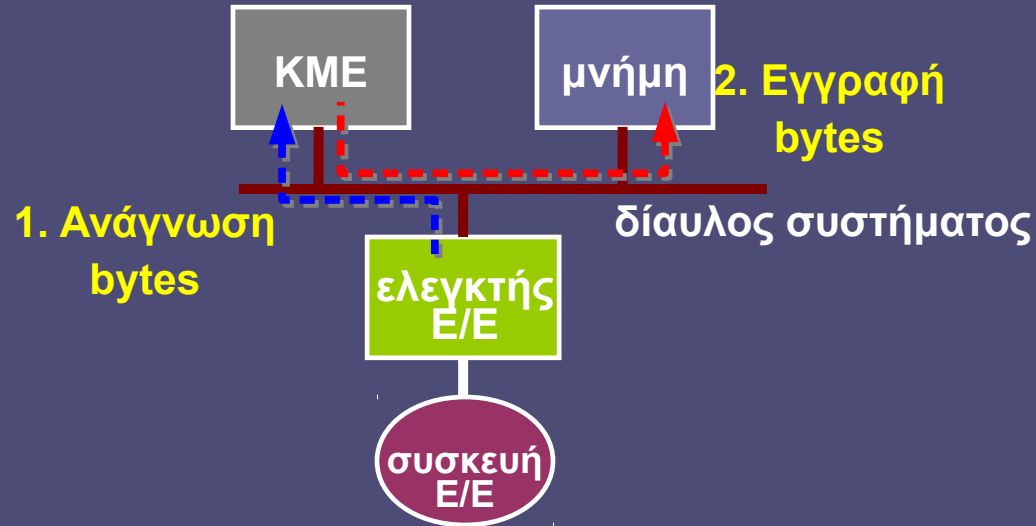 ΚΜΕ
μνήμη
2. Εγγραφή
bytes
1. Ανάγνωση
bytes
δίαυλος συστήματος
ελεγκτής
Ε/Ε
συσκευή
Ε/Ε